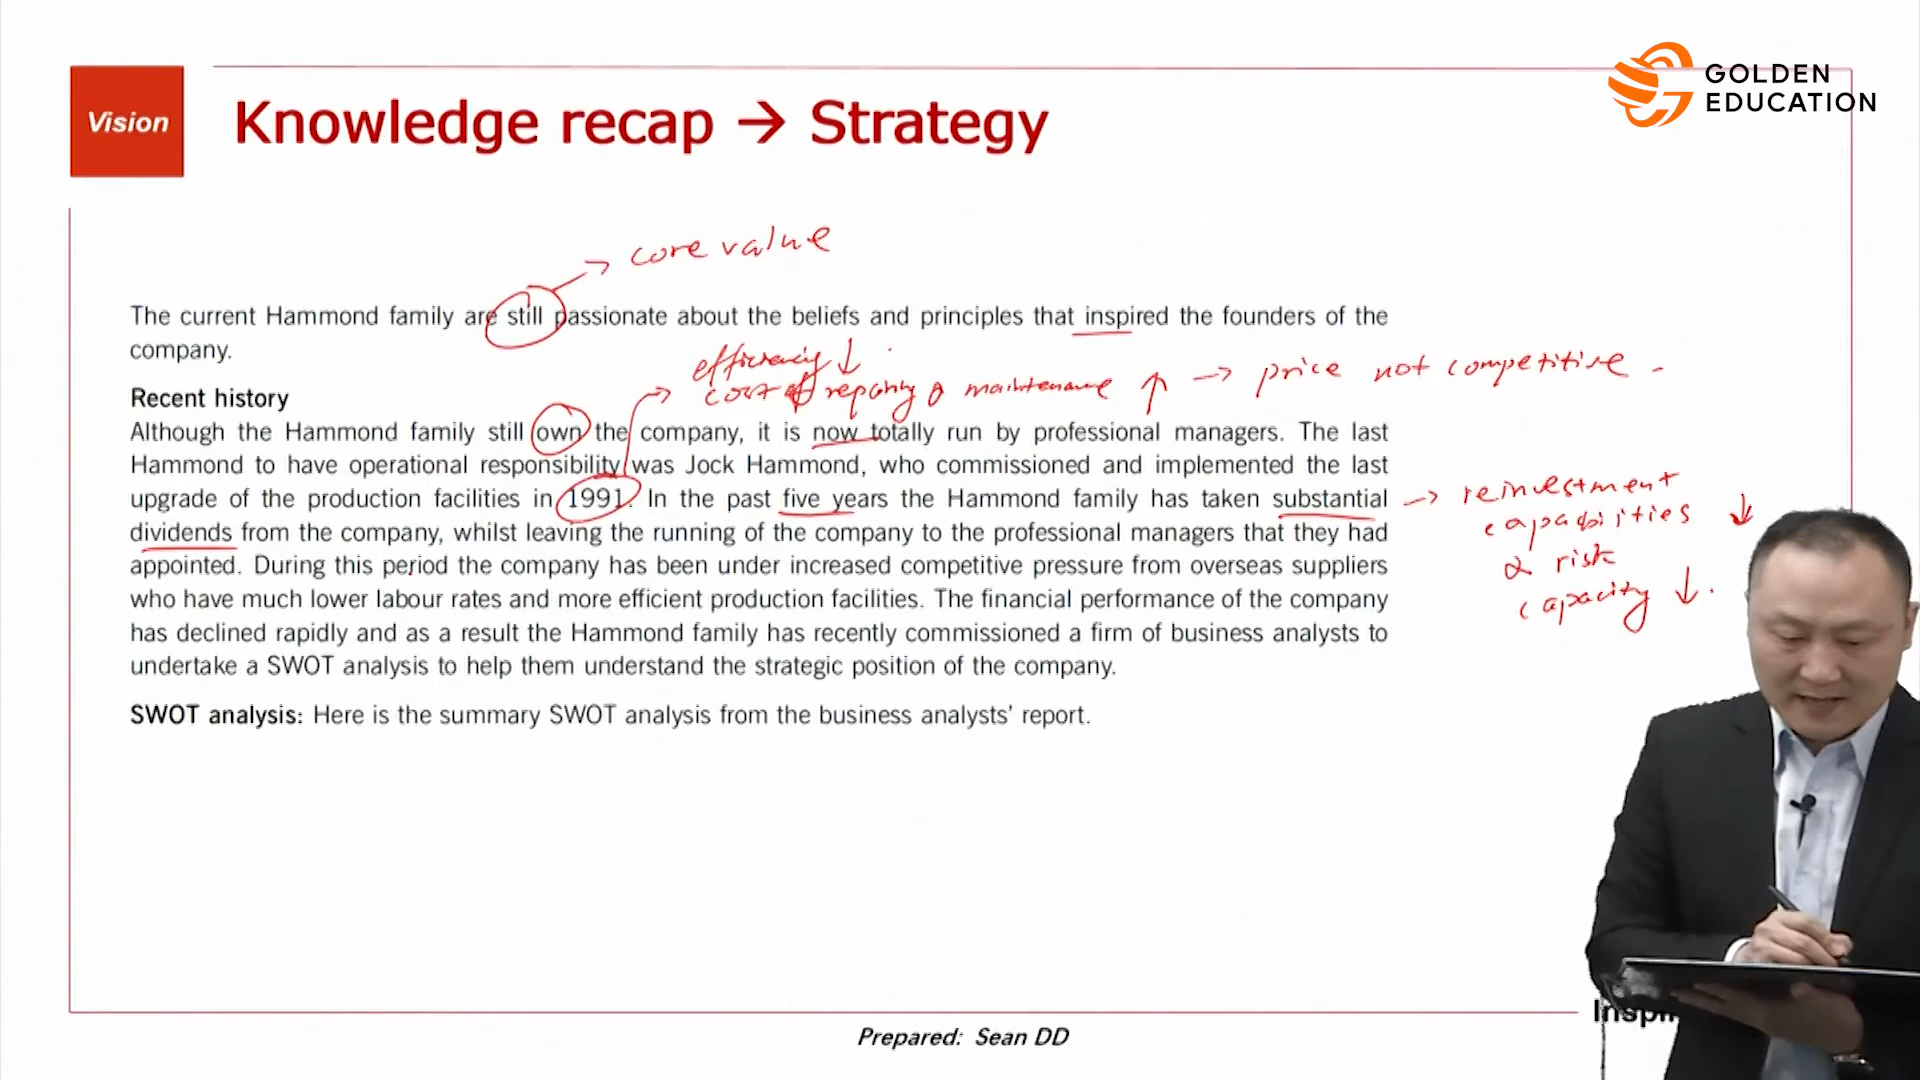 GOLDEN
EDUCATION
Vision
Knowledge recap → Strategy
→ core value
The current Hammond family are still passionate about the beliefs and principles that inspired the founders of the
company.
efficiency ↓
cost of & maintenance ↑ → price not competitive.
Recent history
Although the Hammond family still own the company, it is now totally run by professional managers. The last
Hammond to have operational responsibility was Jock Hammond, who commissioned and implemented the last
upgrade of the production facilities in 1991. In the past five years the Hammond family has taken substantial
dividends from the company, whilst leaving the running of the company to the professional managers that they had
appointed. During this period the company has been under increased competitive pressure from overseas suppliers
who have much lower labour rates and more efficient production facilities. The financial performance of the company
has declined rapidly and as a result the Hammond family has recently commissioned a firm of business analysts to
undertake a SWOT analysis to help them understand the strategic position of the company.
→ reinvestment
capabilities ↓
& risk
capacity ↓.
SWOT analysis: Here is the summary SWOT analysis from the business analysts' report.
Prepared: Sean DD